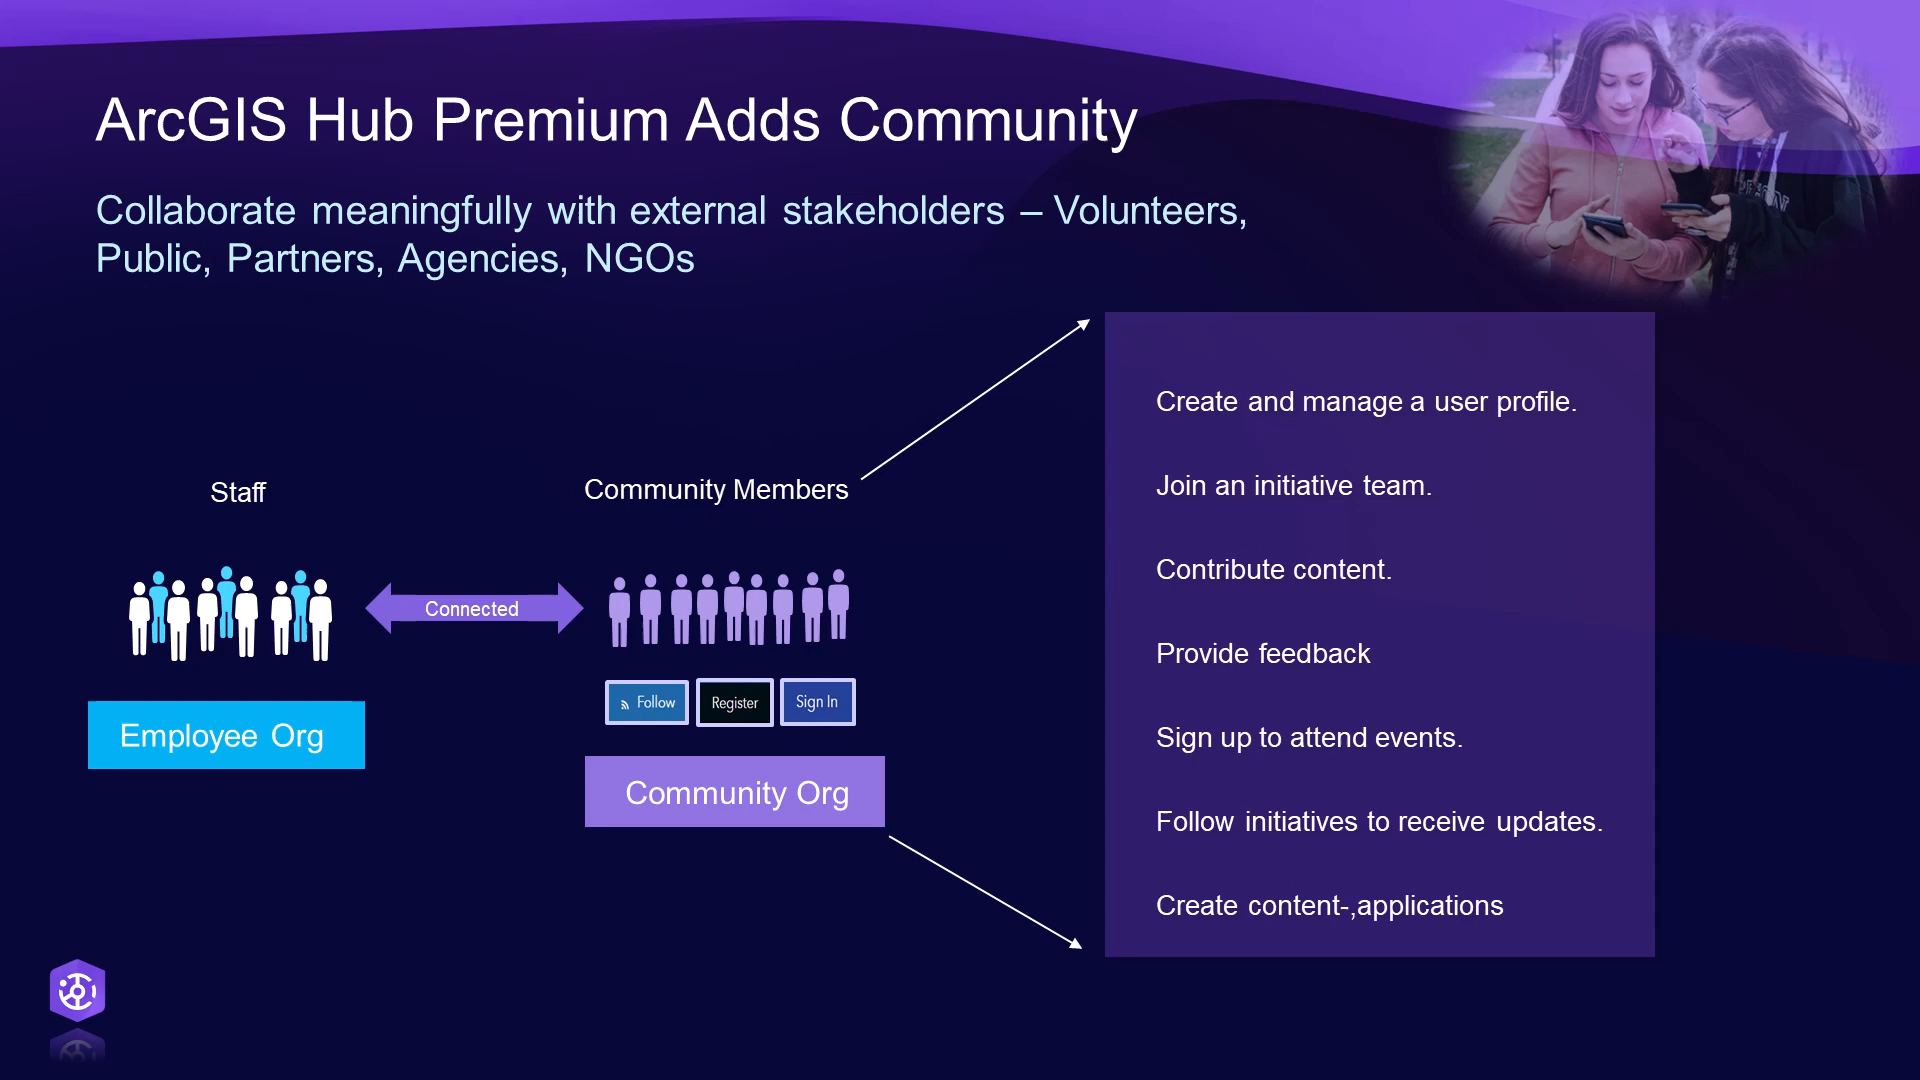 ArcGIS Hub Premium Adds Community
Collaborate meaningfully with external stakeholders – Volunteers,
Public, Partners, Agencies, NGOs
Staff
Connected
Employee Org
Community Members
Follow
Register
Sign In
Community Org
Create and manage a user profile.
Join an initiative team.
Contribute content.
Provide feedback
Sign up to attend events.
Follow initiatives to receive updates.
Create content-,applications